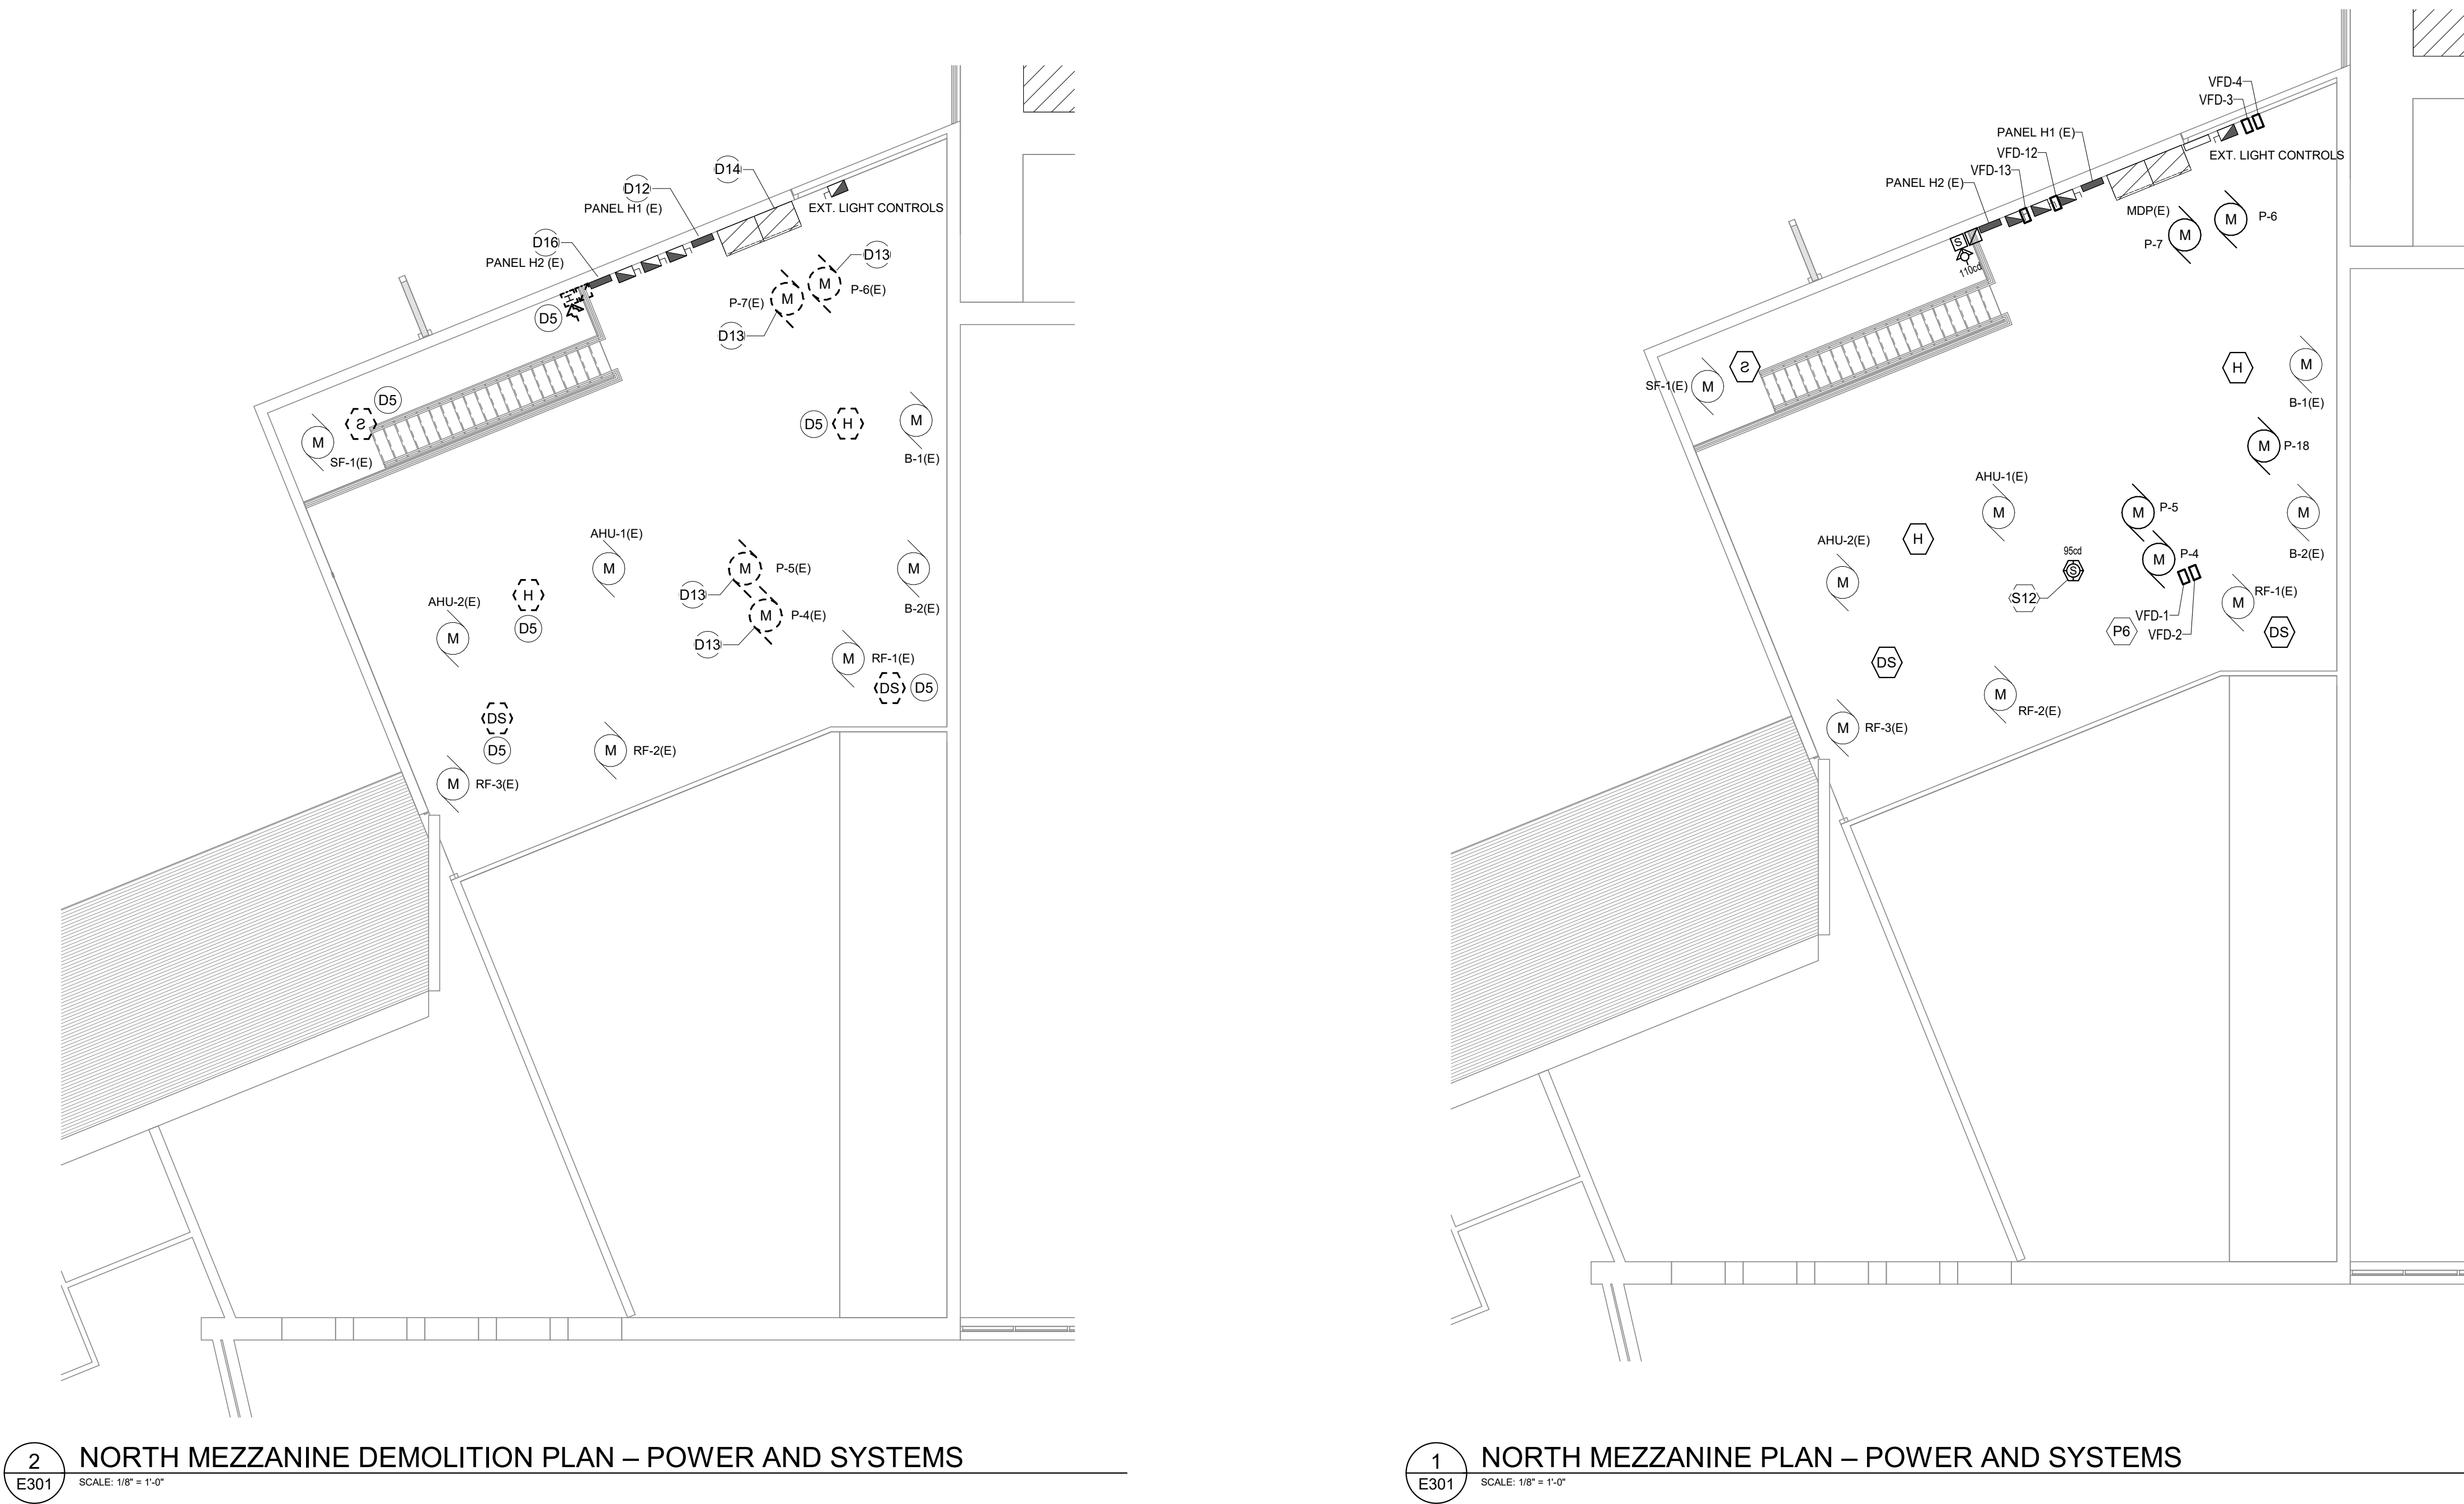 D14
D12
PANEL H1 (E)
EXT. LIGHT CONTROLS
D16
PANEL H2 (E)
D13
M
P-6(E)
P-7(E)
M
D5
D13
D5
S
M
SF-1(E)
D5
H
M
B-1(E)
AHU-1(E)
M
M
P-5(E)
M
D13
B-2(E)
AHU-2(E)
H
D5
M
M
P-4(E)
D13
M
RF-1(E)
DS
D5
DS
D5
M
RF-2(E)
M
RF-3(E)
2
E301
NORTH MEZZANINE DEMOLITION PLAN – POWER AND SYSTEMS
SCALE: 1/8" = 1'-0"
VFD-4
VFD-3
PANEL H1 (E)
VFD-12
VFD-13
PANEL H2 (E)
EXT. LIGHT CONTROLS
MDP(E)
M
P-6
M
P-7
S
110cd
SF-1(E)
M
S
H
M
B-1(E)
M
P-18
AHU-1(E)
M
M
P-5
M
B-2(E)
AHU-2(E)
H
95cd
S
M
P-4
M
S12
VFD-1
VFD-2
P6
M
RF-1(E)
DS
DS
M
RF-2(E)
M
RF-3(E)
1
E301
NORTH MEZZANINE PLAN – POWER AND SYSTEMS
SCALE: 1/8" = 1'-0"